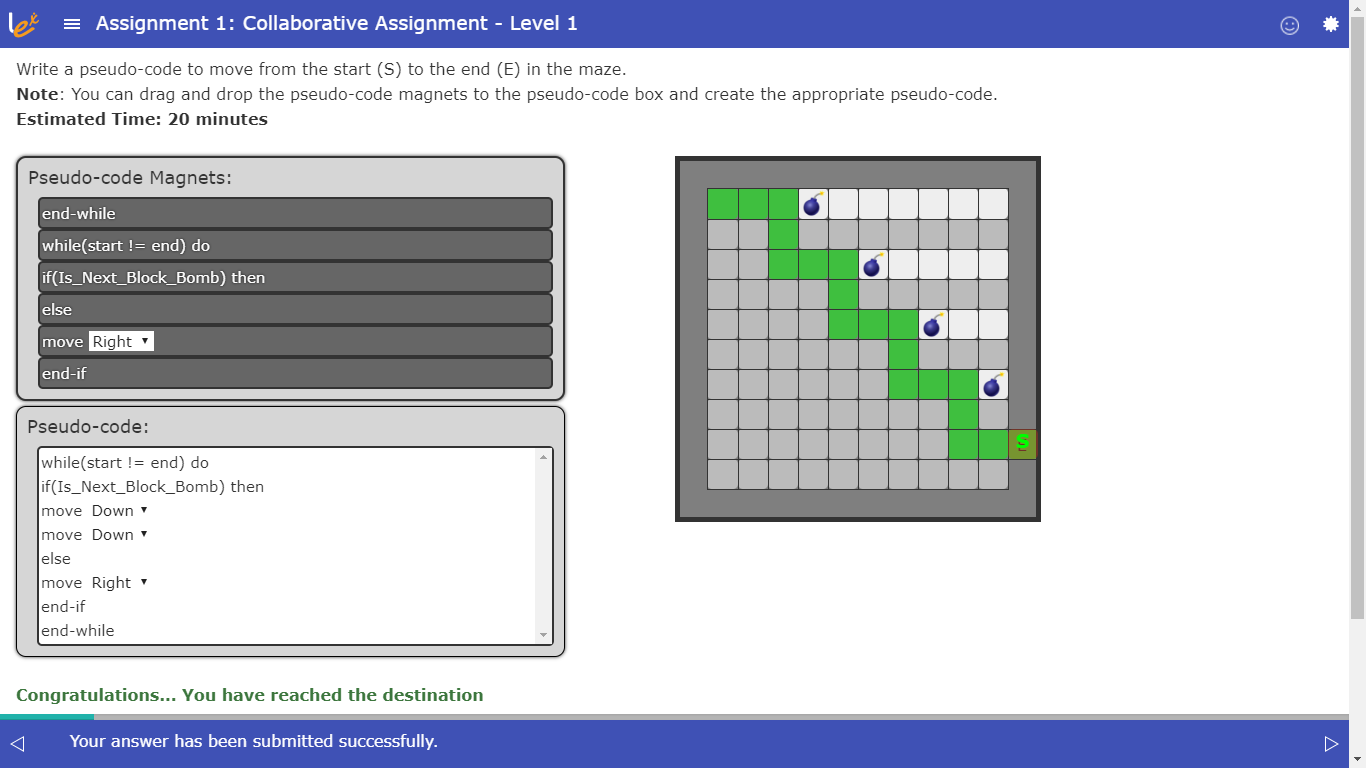 Lex
Assignment 1: Collaborative Assignment - Level 1
Write a pseudo-code to move from the start (S) to the end (E) in the maze.
Note: You can drag and drop the pseudo-code magnets to the pseudo-code box and create the appropriate pseudo-code.
Estimated Time: 20 minutes
Pseudo-code Magnets:
end-while
while(start != end) do
if(Is_Next_Block_Bomb) then
else
move Right
end-if
Pseudo-code:
while(start != end) do
if(Is_Next_Block_Bomb) then
move Down
move Down
else
move Right
end-if
end-while
S
Congratulations... You have reached the destination
Your answer has been submitted successfully.